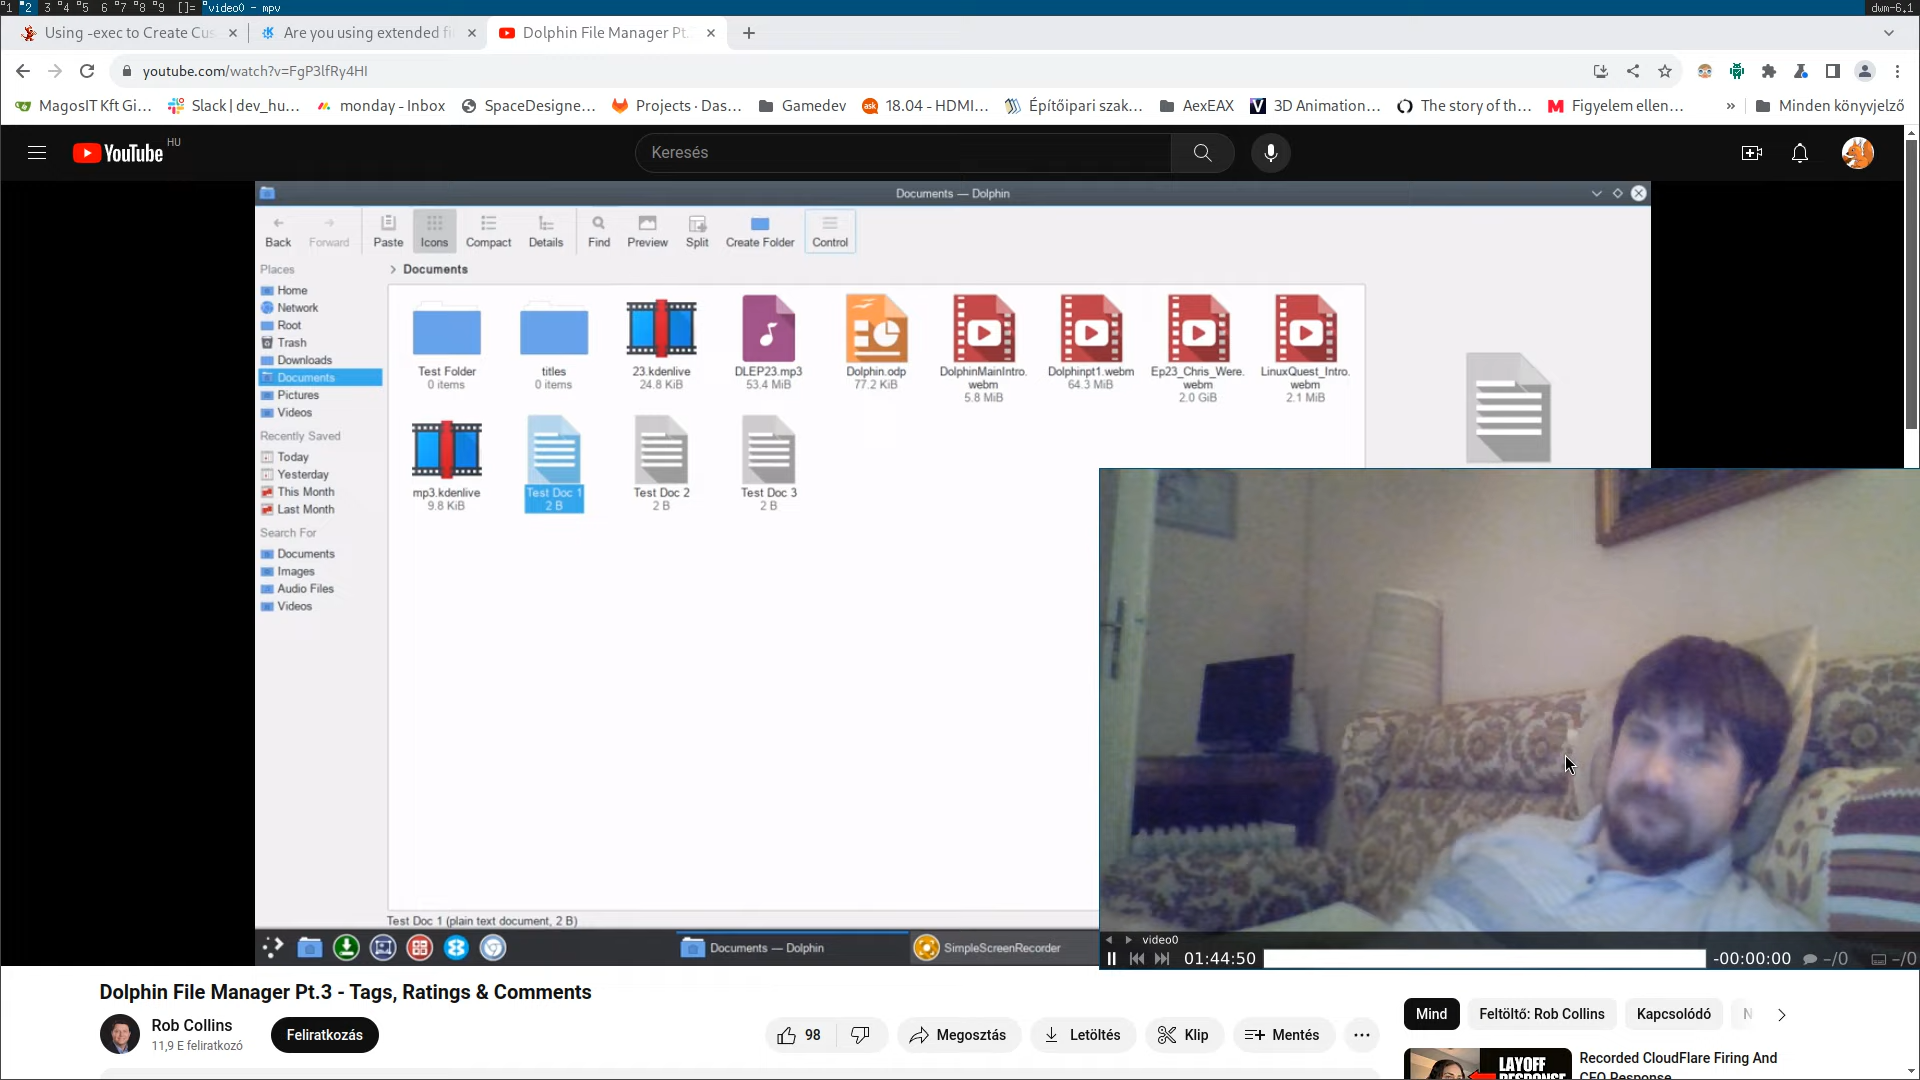 1 2 3 4 5 6 7 8 9 []= video0 - mpv dwm-6.1
Using -exec to Create Cus Are you using extended fi Dolphin File Manager Pt.
youtube.com/watch?v=FgP3lfRy4HI
MagosIT Kft Gi... Slack | dev_hu... monday - Inbox SpaceDesigne... Projects · Das... Gamedev 18.04 - HDMI... Építőipari szak... AexEAX 3D Animation... The story of th... Figyelem ellen... » Minden könyvjelző
YouTube HU Keresés
Documents — Dolphin
Back Forward Paste Icons Compact Details Find Preview Split Create Folder Control
Places
> Documents
Home
Network
Root
Trash
Downloads
Documents
Pictures
Videos
Recently Saved
Today
Yesterday
This Month
Last Month
Search For
Documents
Images
Audio Files
Videos
Test Folder
0 items
titles
0 items
23.kdenlive
24.8 KiB
DLEP23.mp3
53.4 MiB
Dolphin.odp
77.2 KiB
DolphinMainIntro.
webm
5.8 MiB
Dolphinpt1.webm
64.3 MiB
Ep23_Chris_Were.
webm
2.0 GiB
LinuxQuest_Intro.
webm
2.1 MiB
mp3.kdenlive
9.8 KiB
Test Doc 1
2 B
Test Doc 2
2 B
Test Doc 3
2 B
Test Doc 1 (plain text document, 2 B)
Documents — Dolphin SimpleScreenRecorder
video0
01:44:50 -00:00:00 –/0 –/0
Dolphin File Manager Pt.3 - Tags, Ratings & Comments
Rob Collins
11,9 E feliratkozó
Feliratkozás
98 Megosztás Letöltés Klip Mentés
Mind Feltöltő: Rob Collins Kapcsolódó N
Recorded CloudFlare Firing And
CEO Response
LAYOFF
RESPONSE